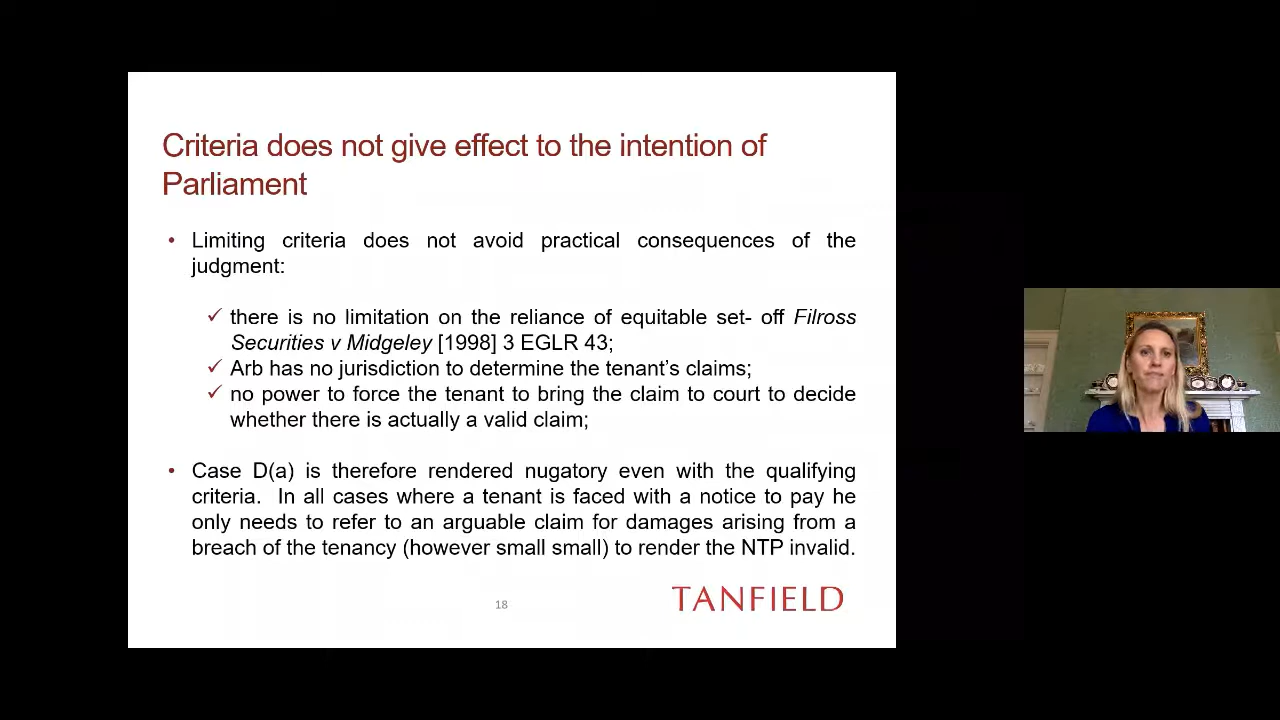 Criteria does not give effect to the intention of
Parliament
• Limiting criteria does not avoid practical consequences of the
judgment:
✓ there is no limitation on the reliance of equitable set- off Filross
Securities v Midgeley [1998] 3 EGLR 43;
✓ Arb has no jurisdiction to determine the tenant's claims;
✓ no power to force the tenant to bring the claim to court to decide
whether there is actually a valid claim;
• Case D(a) is therefore rendered nugatory even with the qualifying
criteria. In all cases where a tenant is faced with a notice to pay he
only needs to refer to an arguable claim for damages arising from a
breach of the tenancy (however small small) to render the NTP invalid.
18
TANFIELD